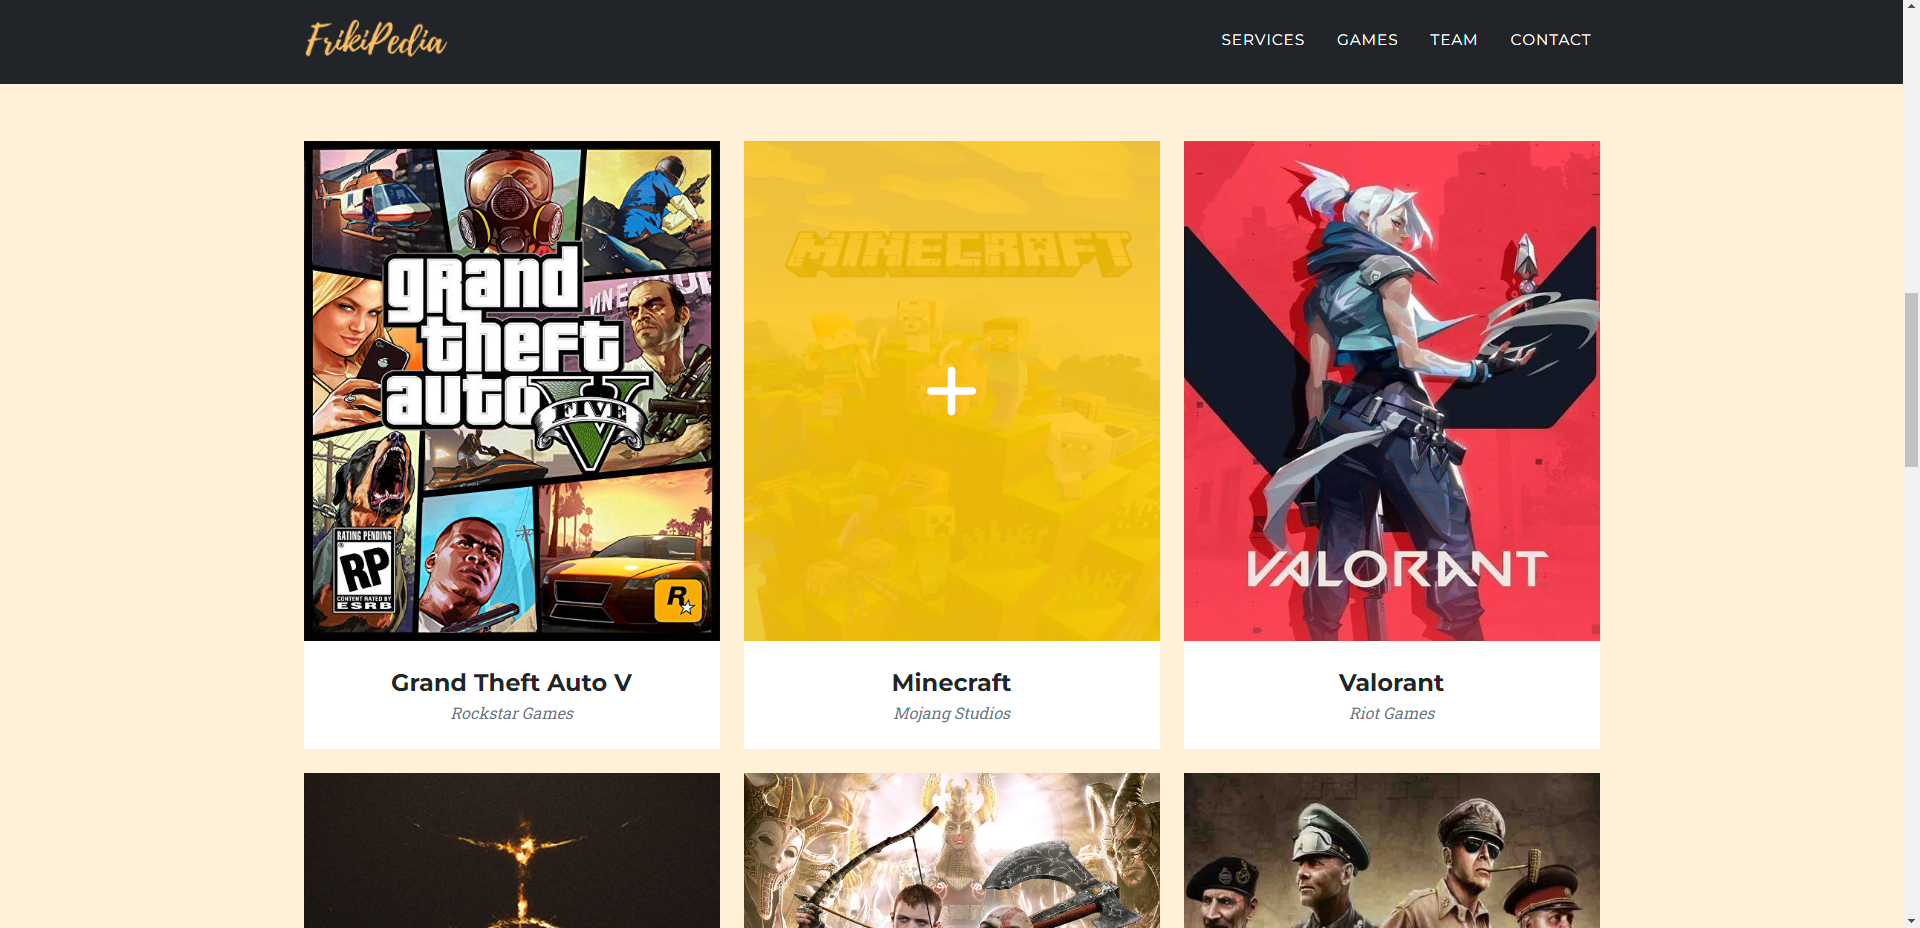 FrikiPedia
SERVICES GAMES TEAM CONTACT
VINEW
grand
theft
auto V
FIVE
RATING PENDING
RP
CONTENT RATED BY
ESRB
R
MINECRAFT
VALORANT
Grand Theft Auto V
Rockstar Games
Minecraft
Mojang Studios
Valorant
Riot Games